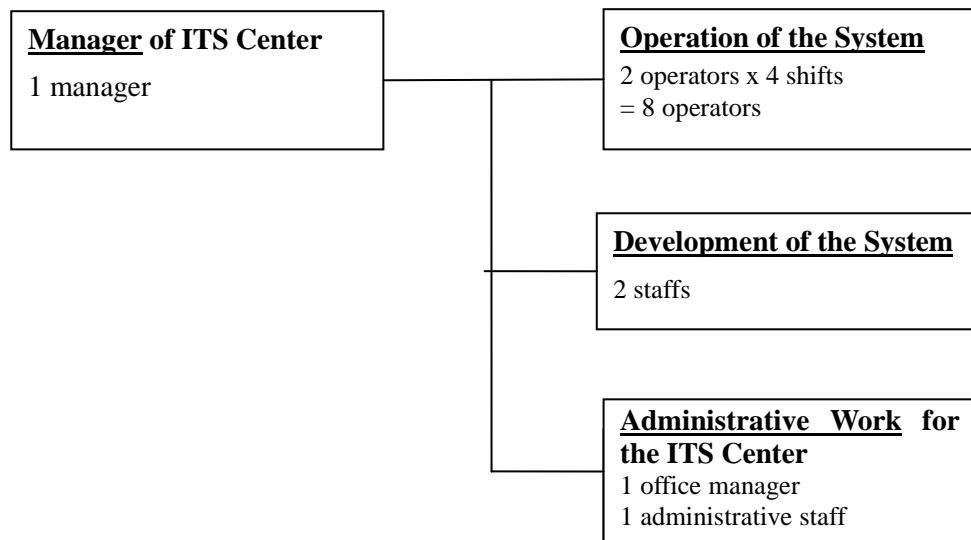 Manager of ITS Center
1 manager
Operation of the System
2 operators x 4 shifts
= 8 operators
Development of the System
2 staffs
Administrative Work for
the ITS Center
1 office manager
1 administrative staff